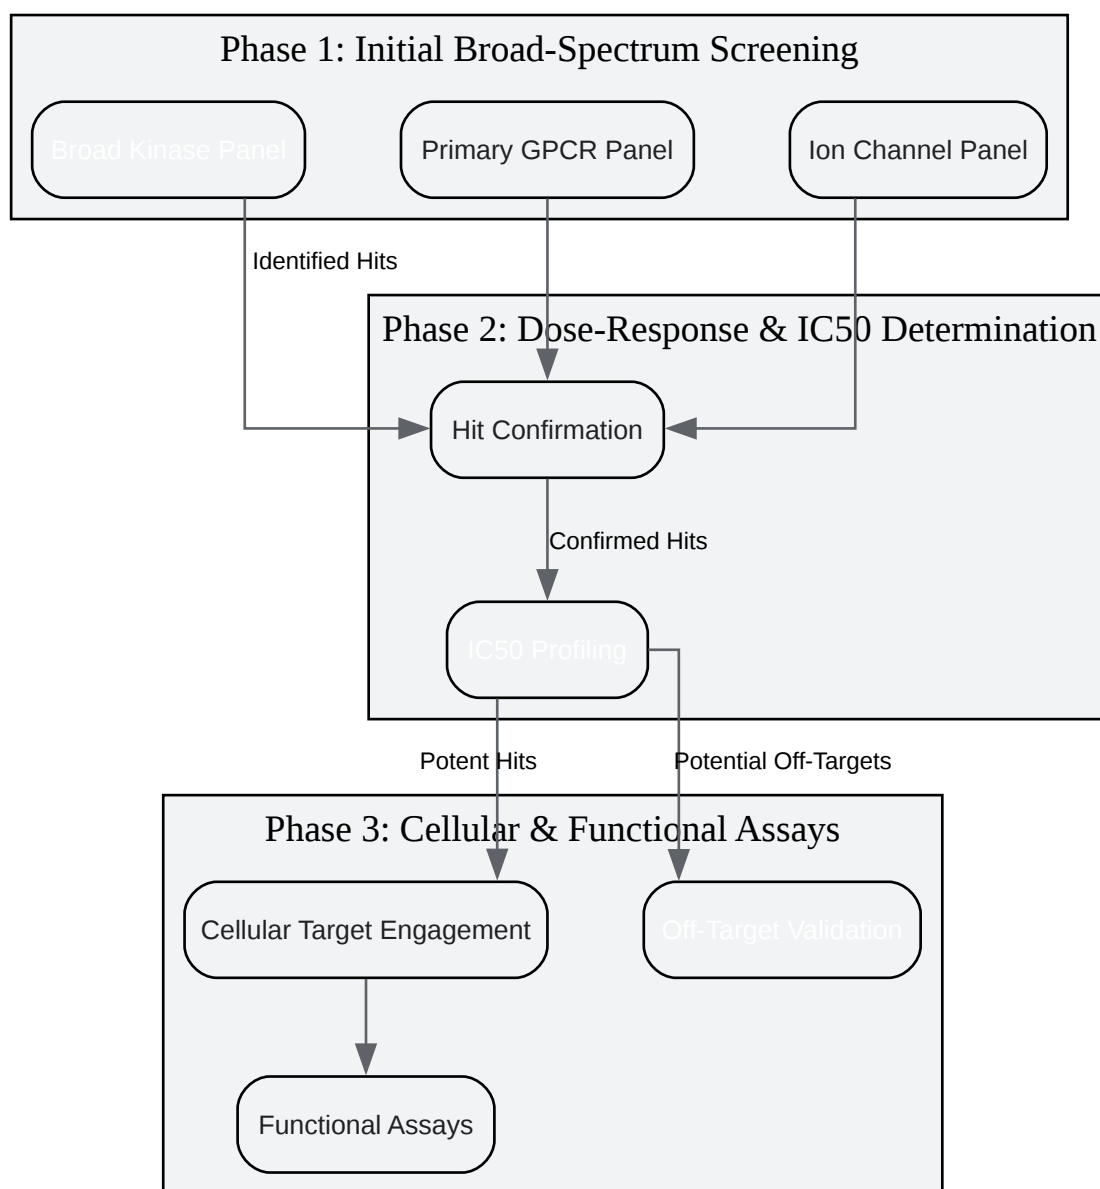 Phase 1: Initial Broad-Spectrum Screening
Broad Kinase Panel
Primary GPCR Panel
Ion Channel Panel
Identified Hits
Phase 2: Dose-Response & IC50 Determination
Hit Confirmation
Confirmed Hits
IC50 Profiling
Potent Hits
Potential Off-Targets
Phase 3: Cellular & Functional Assays
Cellular Target Engagement
Off-Target Validation
Functional Assays